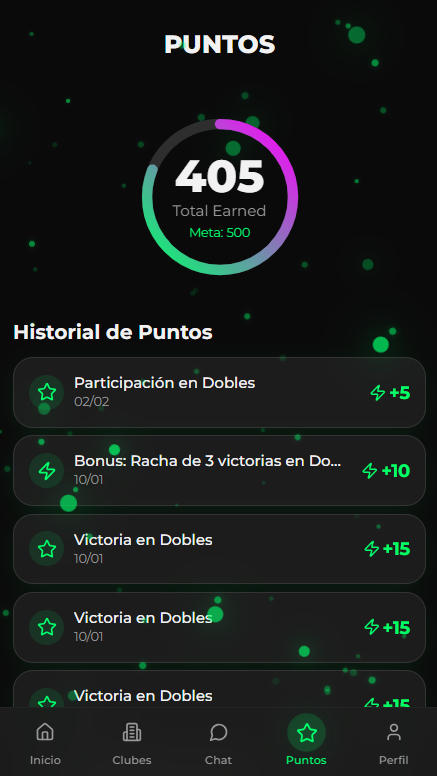 PUNTOS
405
Total Earned
Meta: 500
Historial de Puntos
Participación en Dobles
02/02
+5
Bonus: Racha de 3 victorias en Do...
10/01
+10
Victoria en Dobles
10/01
+15
Victoria en Dobles
10/01
+15
Victoria en Dobles
+15
Inicio
Clubes
Chat
Puntos
Perfil